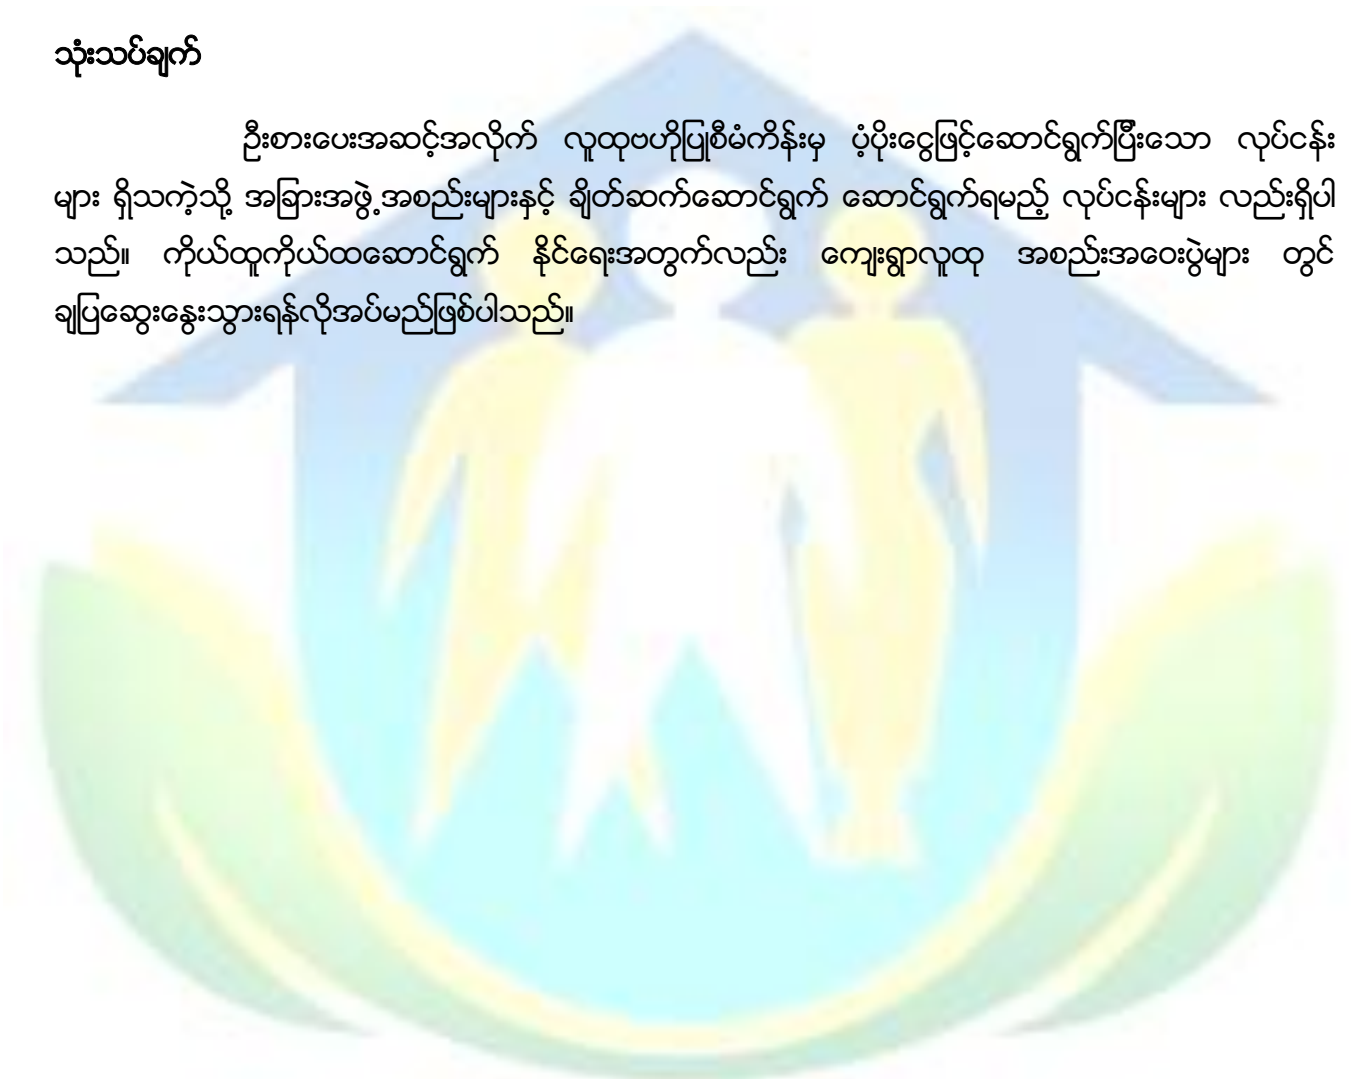 သုံးသပ်ချက်
ဦးစားပေးအဆင့်အလိုက် လူထုဗဟိုပြုစီမံကိန်းမှ ပံ့ပိုးငွေဖြင့်ဆောင်ရွက်ပြီးသော လုပ်ငန်း
များ ရှိသကဲ့သို့ အခြားအဖွဲ့အစည်းများနှင့် ချိတ်ဆက်ဆောင်ရွက် ဆောင်ရွက်ရမည့် လုပ်ငန်းများ လည်းရှိပါ
သည်။ ကိုယ်ထူကိုယ်ထဆောင်ရွက် နိုင်ရေးအတွက်လည်း ကျေးရွာလူထု အစည်းအဝေးပွဲများ တွင်
ချပြဆွေးနွေးသွားရန်လိုအပ်မည်ဖြစ်ပါသည်။